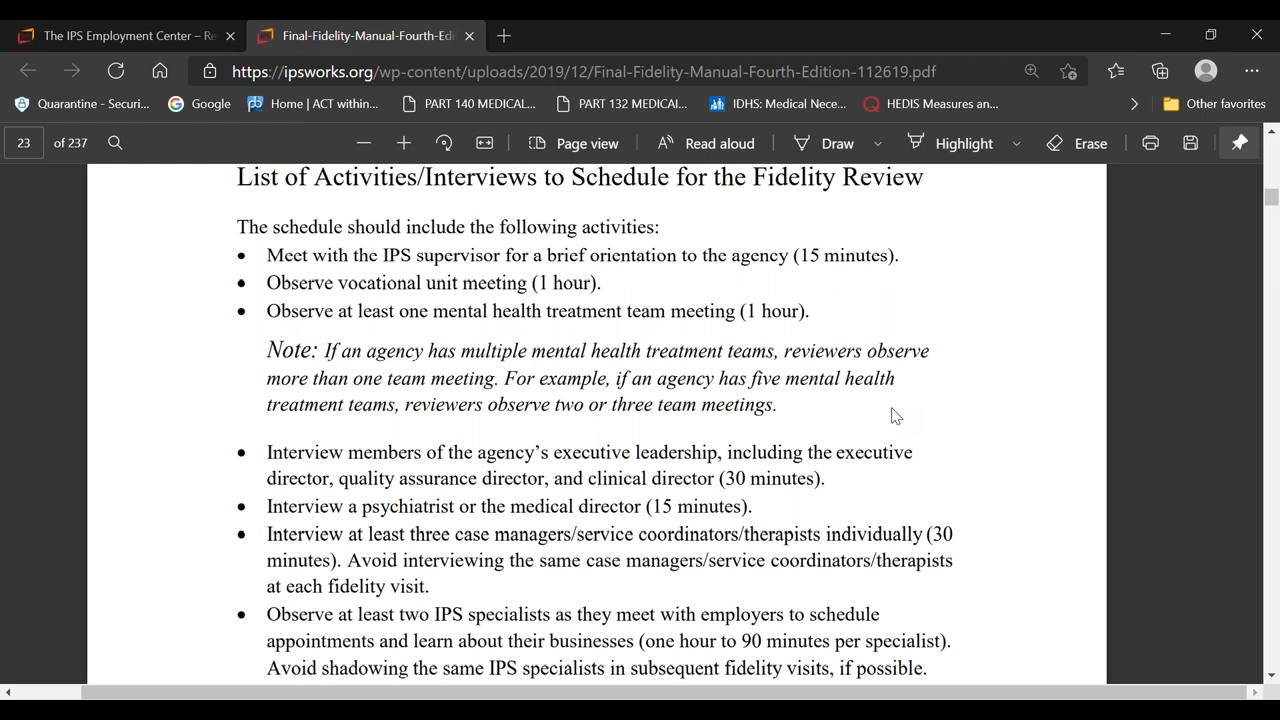 The IPS Employment Center – Re
Final-Fidelity-Manual-Fourth-Edi
https://ipsworks.org/wp-content/uploads/2019/12/Final-Fidelity-Manual-Fourth-Edition-112619.pdf
Quarantine - Securi...
Google
Home | ACT within...
PART 140 MEDICAL...
PART 132 MEDICAl...
IDHS: Medical Nece...
HEDIS Measures an...
Other favorites
23 of 237
Page view
Read aloud
Draw
Highlight
Erase
List of Activities/Interviews to Schedule for the Fidelity Review
The schedule should include the following activities:
• Meet with the IPS supervisor for a brief orientation to the agency (15 minutes).
• Observe vocational unit meeting (1 hour).
• Observe at least one mental health treatment team meeting (1 hour).
Note: If an agency has multiple mental health treatment teams, reviewers observe
more than one team meeting. For example, if an agency has five mental health
treatment teams, reviewers observe two or three team meetings.
• Interview members of the agency’s executive leadership, including the executive
director, quality assurance director, and clinical director (30 minutes).
• Interview a psychiatrist or the medical director (15 minutes).
• Interview at least three case managers/service coordinators/therapists individually (30
minutes). Avoid interviewing the same case managers/service coordinators/therapists
at each fidelity visit.
• Observe at least two IPS specialists as they meet with employers to schedule
appointments and learn about their businesses (one hour to 90 minutes per specialist).
Avoid shadowing the same IPS specialists in subsequent fidelity visits, if possible.